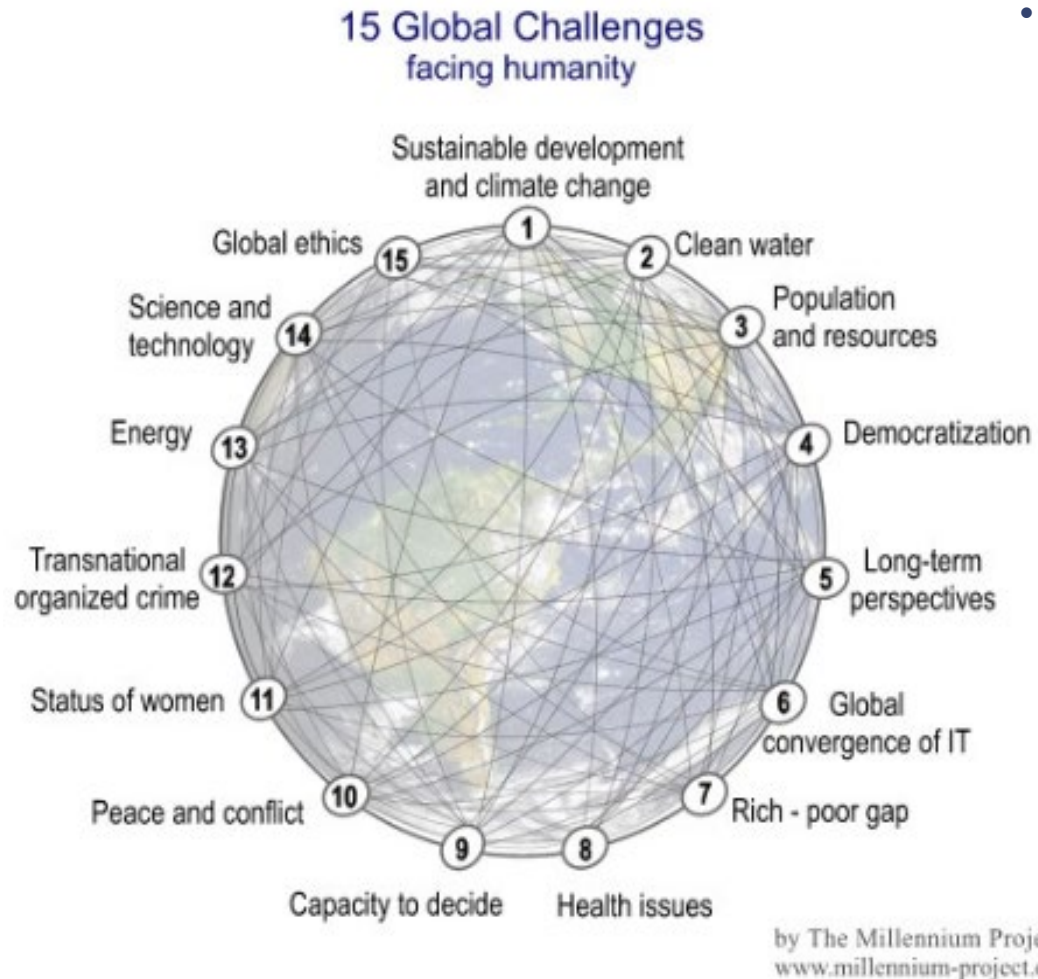 15 Global Challenges
facing humanity
Sustainable development
and climate change
1
2 Clean water
3 Population
and resources
4 Democratization
5 Long-term
perspectives
6 Global
convergence of IT
7 Rich - poor gap
8
Health issues
9
Capacity to decide
10
Peace and conflict
11
Status of women
12
Transnational
organized crime
13
Energy
14
Science and
technology
15
Global ethics
by The Millennium Proje
www.millennium-project.o